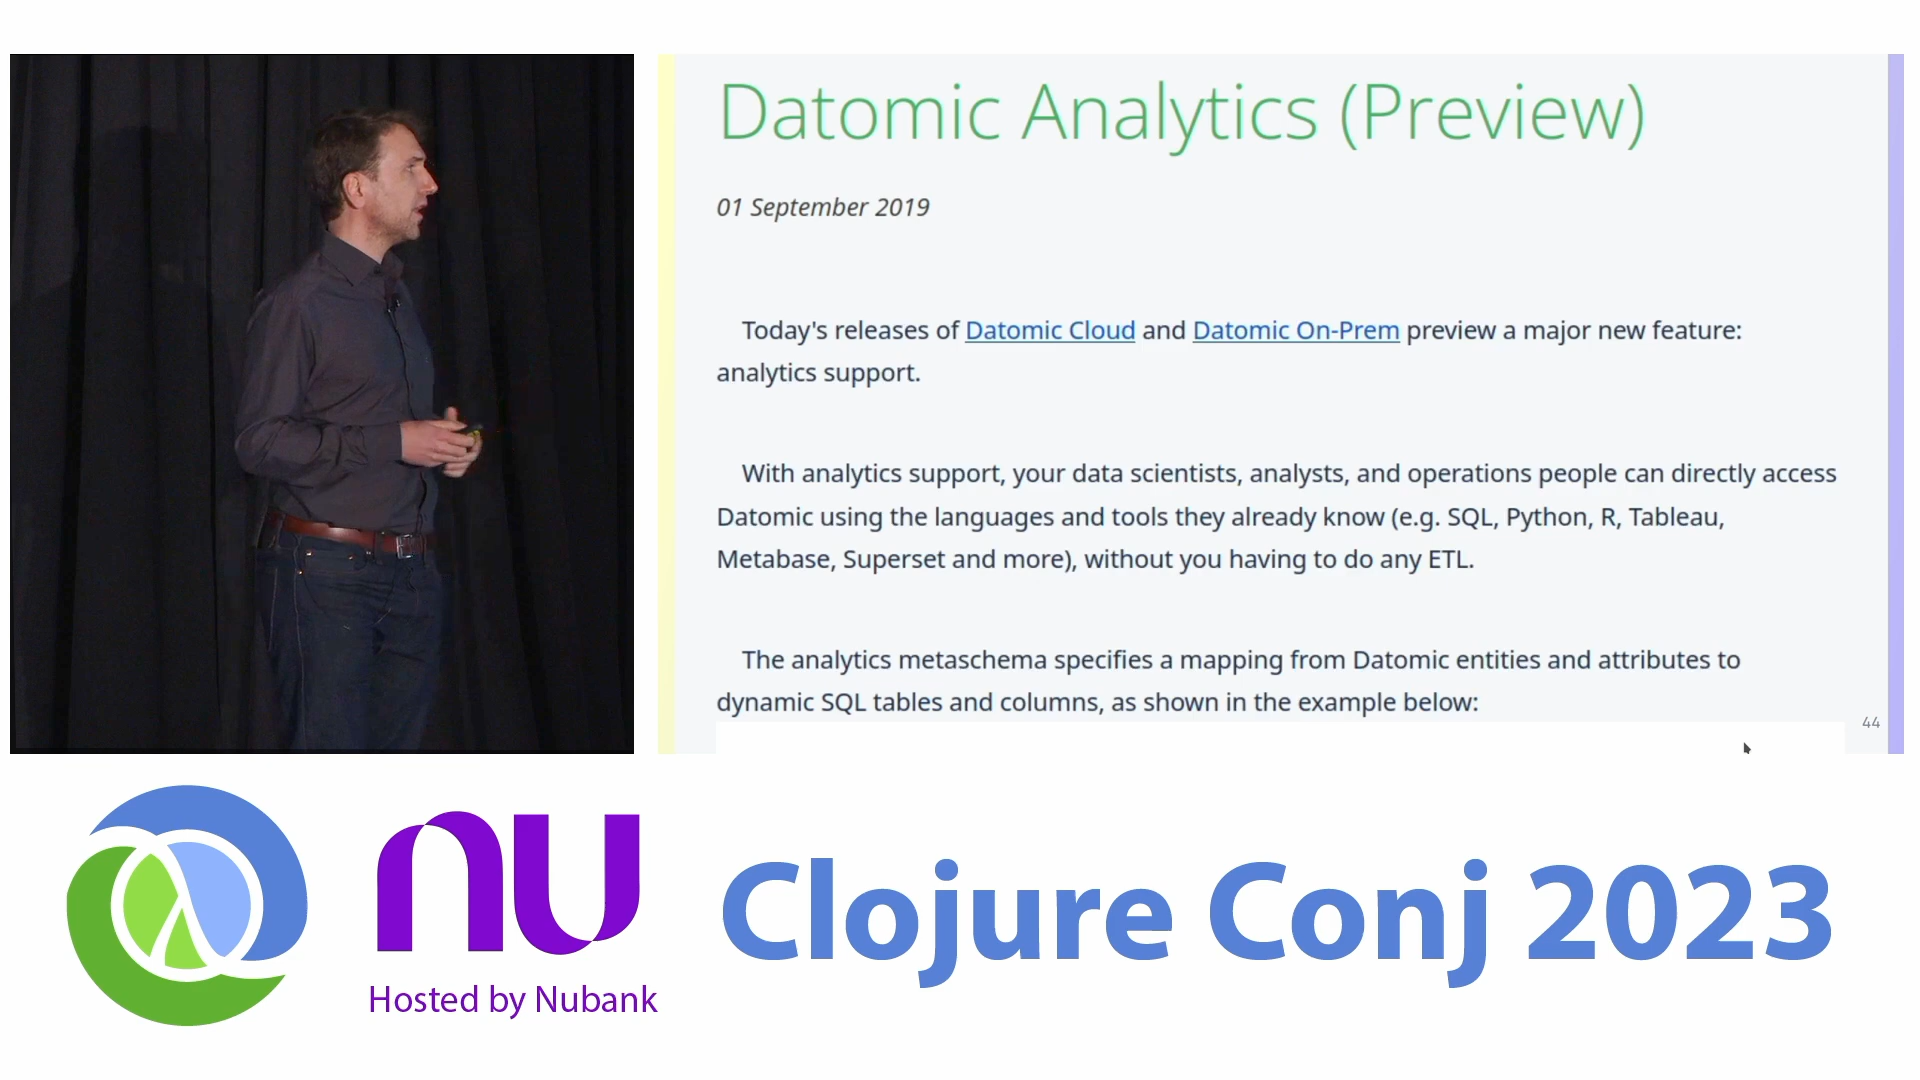 Datomic Analytics (Preview)
01 September 2019
Today's releases of Datomic Cloud and Datomic On-Prem preview a major new feature:
analytics support.
With analytics support, your data scientists, analysts, and operations people can directly access
Datomic using the languages and tools they already know (e.g. SQL, Python, R, Tableau,
Metabase, Superset and more), without you having to do any ETL.
The analytics metaschema specifies a mapping from Datomic entities and attributes to
dynamic SQL tables and columns, as shown in the example below:
44
nu
Hosted by Nubank
Clojure Conj 2023